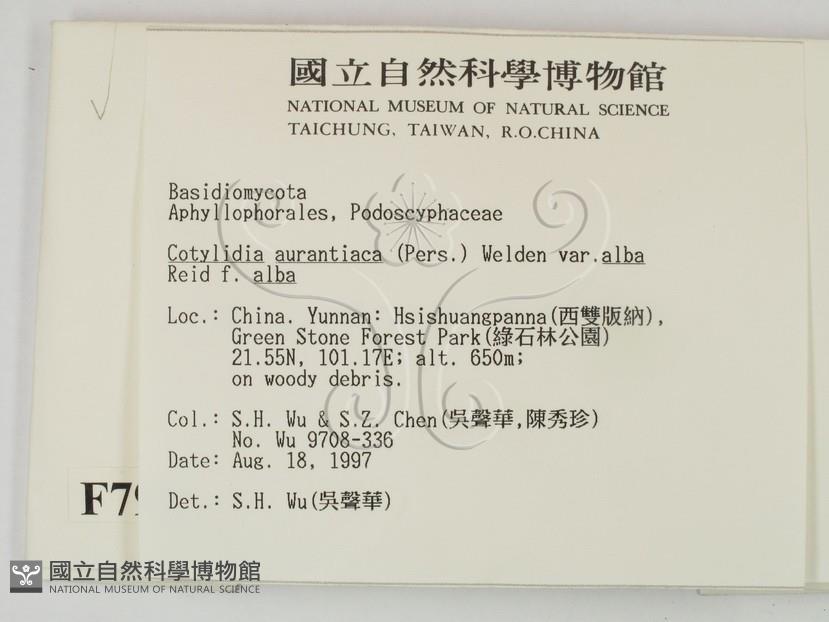 國立自然科學博物館
NATIONAL MUSEUM OF NATURAL SCIENCE
TAICHUNG, TAIWAN, R.O.CHINA
Basidiomycota
Aphyllophorales, Podoscyphaceae
Cotylidia aurantiaca (Pers.) Welden var.alba
Reid f. alba
Loc.: China. Yunnan: Hsishuangpanna(西雙版納),
Green Stone Forest Park(綠石林公園)
21.55N, 101.17E; alt. 650m;
on woody debris.
Col.: S.H. Wu & S.Z. Chen(吳聲華,陳秀珍)
No. Wu 9708-336
Date: Aug. 18, 1997
Det.: S.H. Wu(吳聲華)
國立自然科學博物館
NATIONAL MUSEUM OF NATURAL SCIENCE